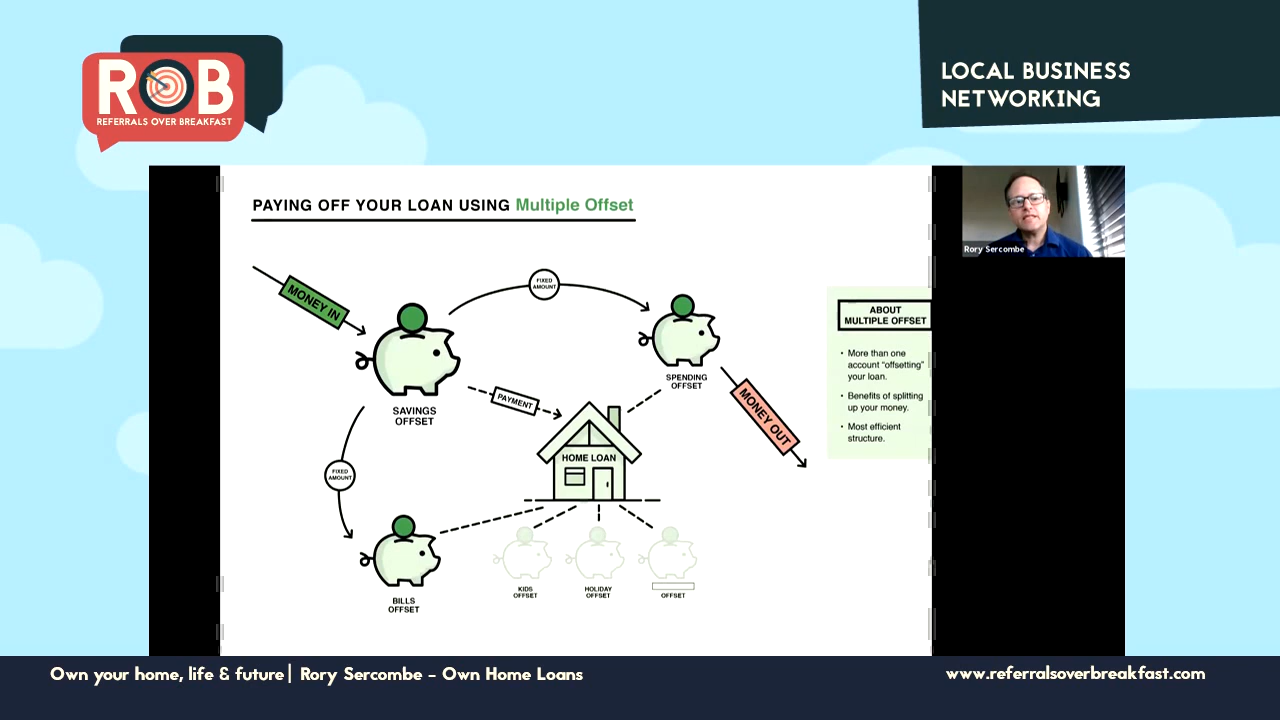 ROB
REFERRALS OVER BREAKFAST
LOCAL BUSINESS
NETWORKING
PAYING OFF YOUR LOAN USING Multiple Offset
Rory Sercombe
MONEY IN
FIXED
AMOUNT
SAVINGS
OFFSET
SPENDING
OFFSET
PAYMENT
MONEY OUT
ABOUT
MULTIPLE OFFSET
• More than one
account "offsetting"
your loan.
• Benefits of splitting
up your money.
• Most efficient
structure.
HOME LOAN
FIXED
AMOUNT
BILLS
OFFSET
KIDS
OFFSET
HOLIDAY
OFFSET
OFFSET
Own your home, life & future| Rory Sercombe - Own Home Loans
www.referralsoverbreakfast.com